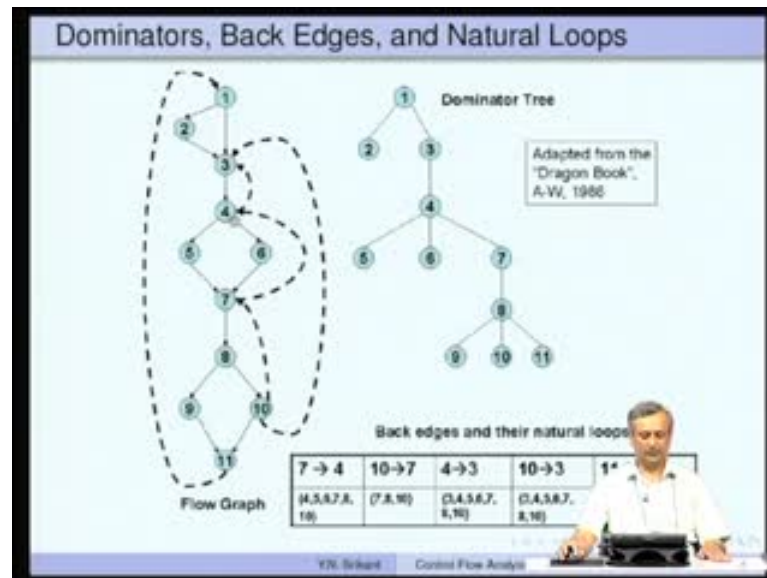 Dominators, Back Edges, and Natural Loops
1
Dominator Tree
2
3
4
5
6
7
8
9
10
11
1
2
3
4
5
6
7
8
9
10
11
Adapted from the
"Dragon Book",
A-W, 1986
Back edges and their natural loops
7 → 4 10→7 4→3 10→3 11
{4,5,6,7,8, {7,8,10} {3,4,5,6,7, {3,4,5,6,7,
10} 8,10} 8,10}
Flow Graph
Y.N. Srikant Control Flow Analysis